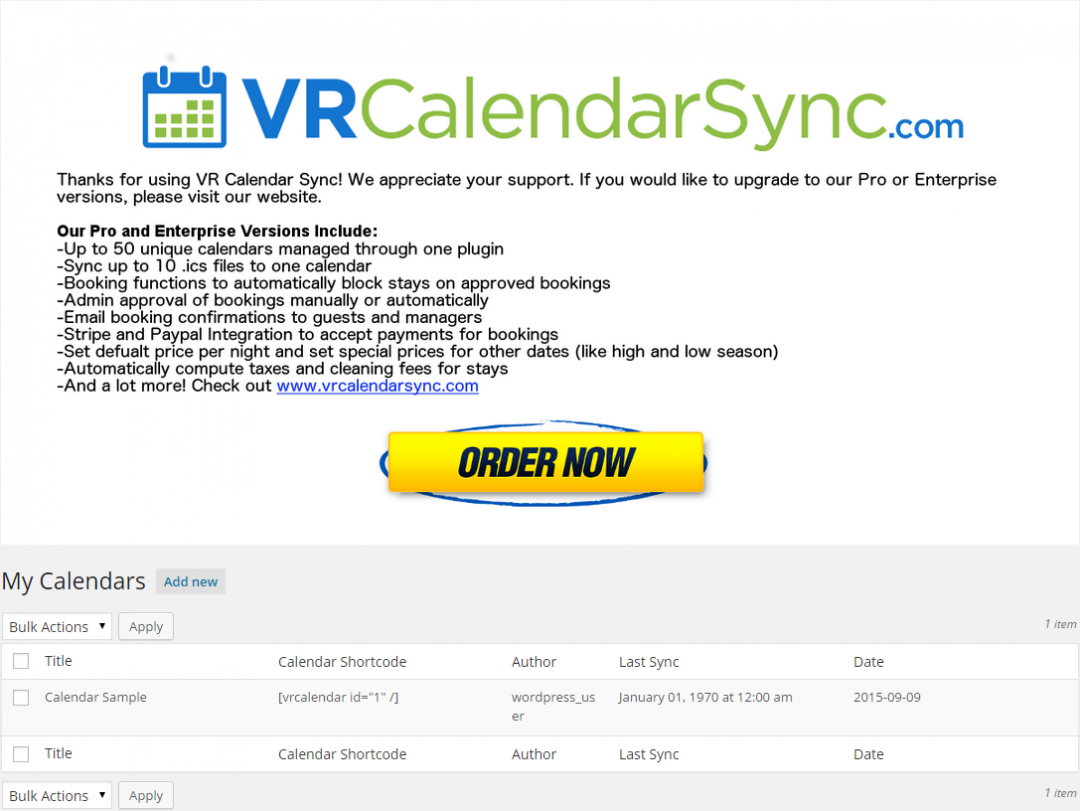 VRCalendarSync.com
Thanks for using VR Calendar Sync! We appreciate your support. If you would like to upgrade to our Pro or Enterprise
versions, please visit our website.
Our Pro and Enterprise Versions Include:
-Up to 50 unique calendars managed through one plugin
-Sync up to 10 .ics files to one calendar
-Booking functions to automatically block stays on approved bookings
-Admin approval of bookings manually or automatically
-Email booking confirmations to guests and managers
-Stripe and Paypal Integration to accept payments for bookings
-Set defualt price per night and set special prices for other dates (like high and low season)
-Automatically compute taxes and cleaning fees for stays
-And a lot more! Check out www.vrcalendarsync.com
ORDER NOW
My Calendars Add new
Bulk Actions Apply 1 item
Title Calendar Shortcode Author Last Sync Date
Calendar Sample [vrcalendar id="1" /] wordpress_us January 01, 1970 at 12:00 am 2015-09-09
er
Title Calendar Shortcode Author Last Sync Date
Bulk Actions Apply 1 item